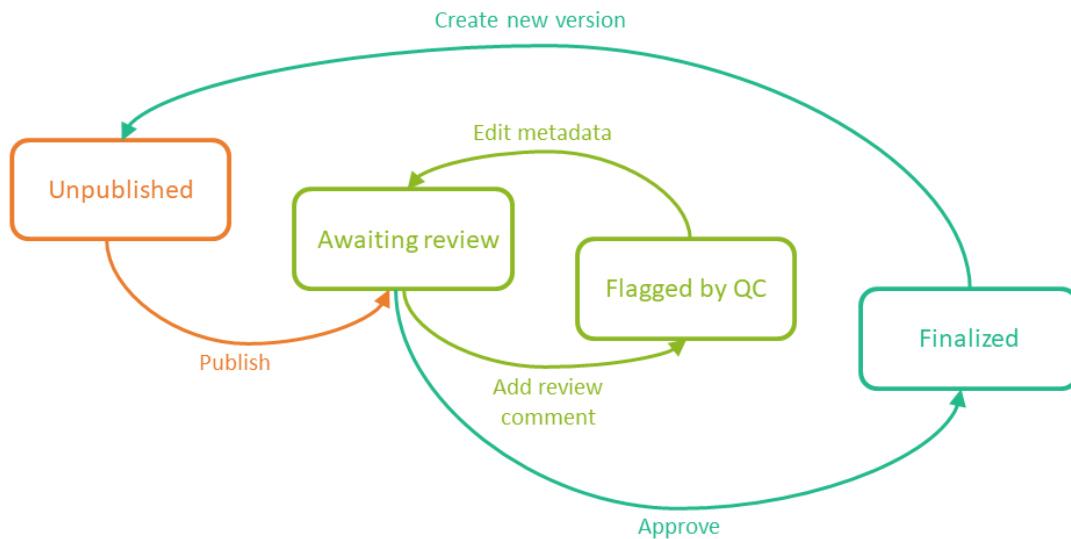 Create new version
Edit metadata
Unpublished
Awaiting review
Flagged by QC
Finalized
Publish
Add review
comment
Approve